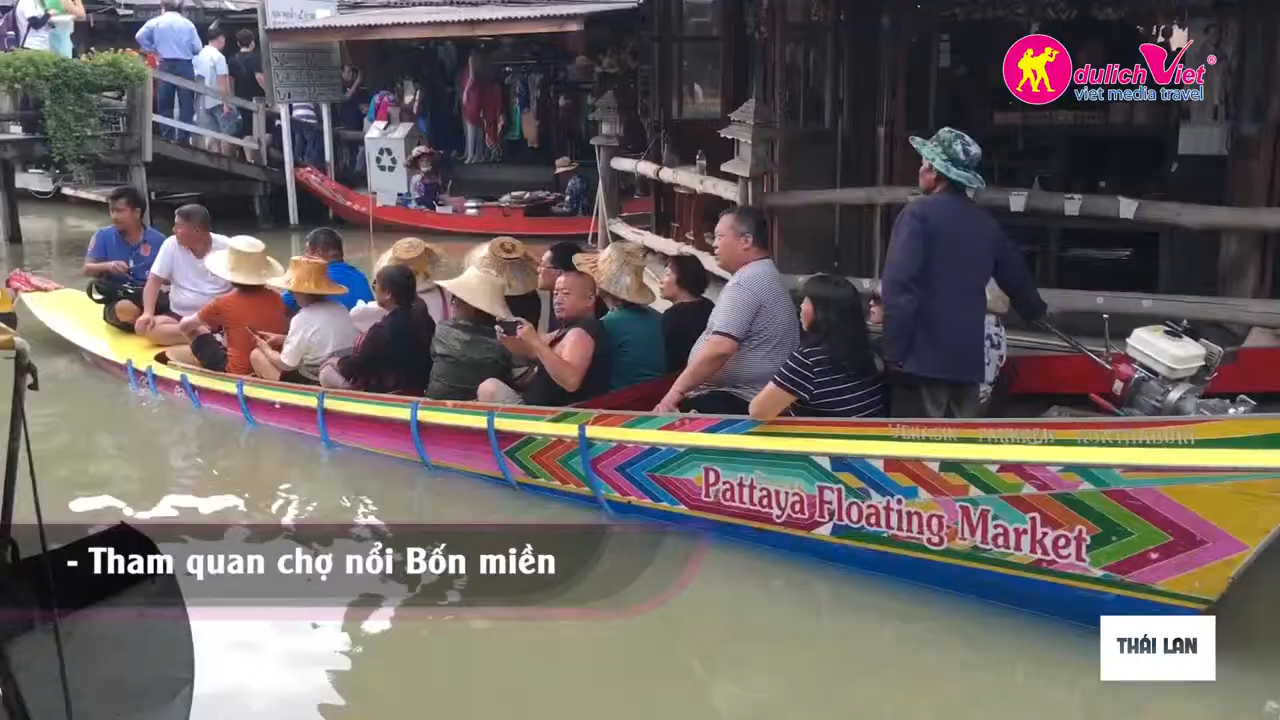 dulichViet®
viet media travel
Pattaya Floating Market
- Tham quan chợ nổi Bốn miền
THÁI LAN